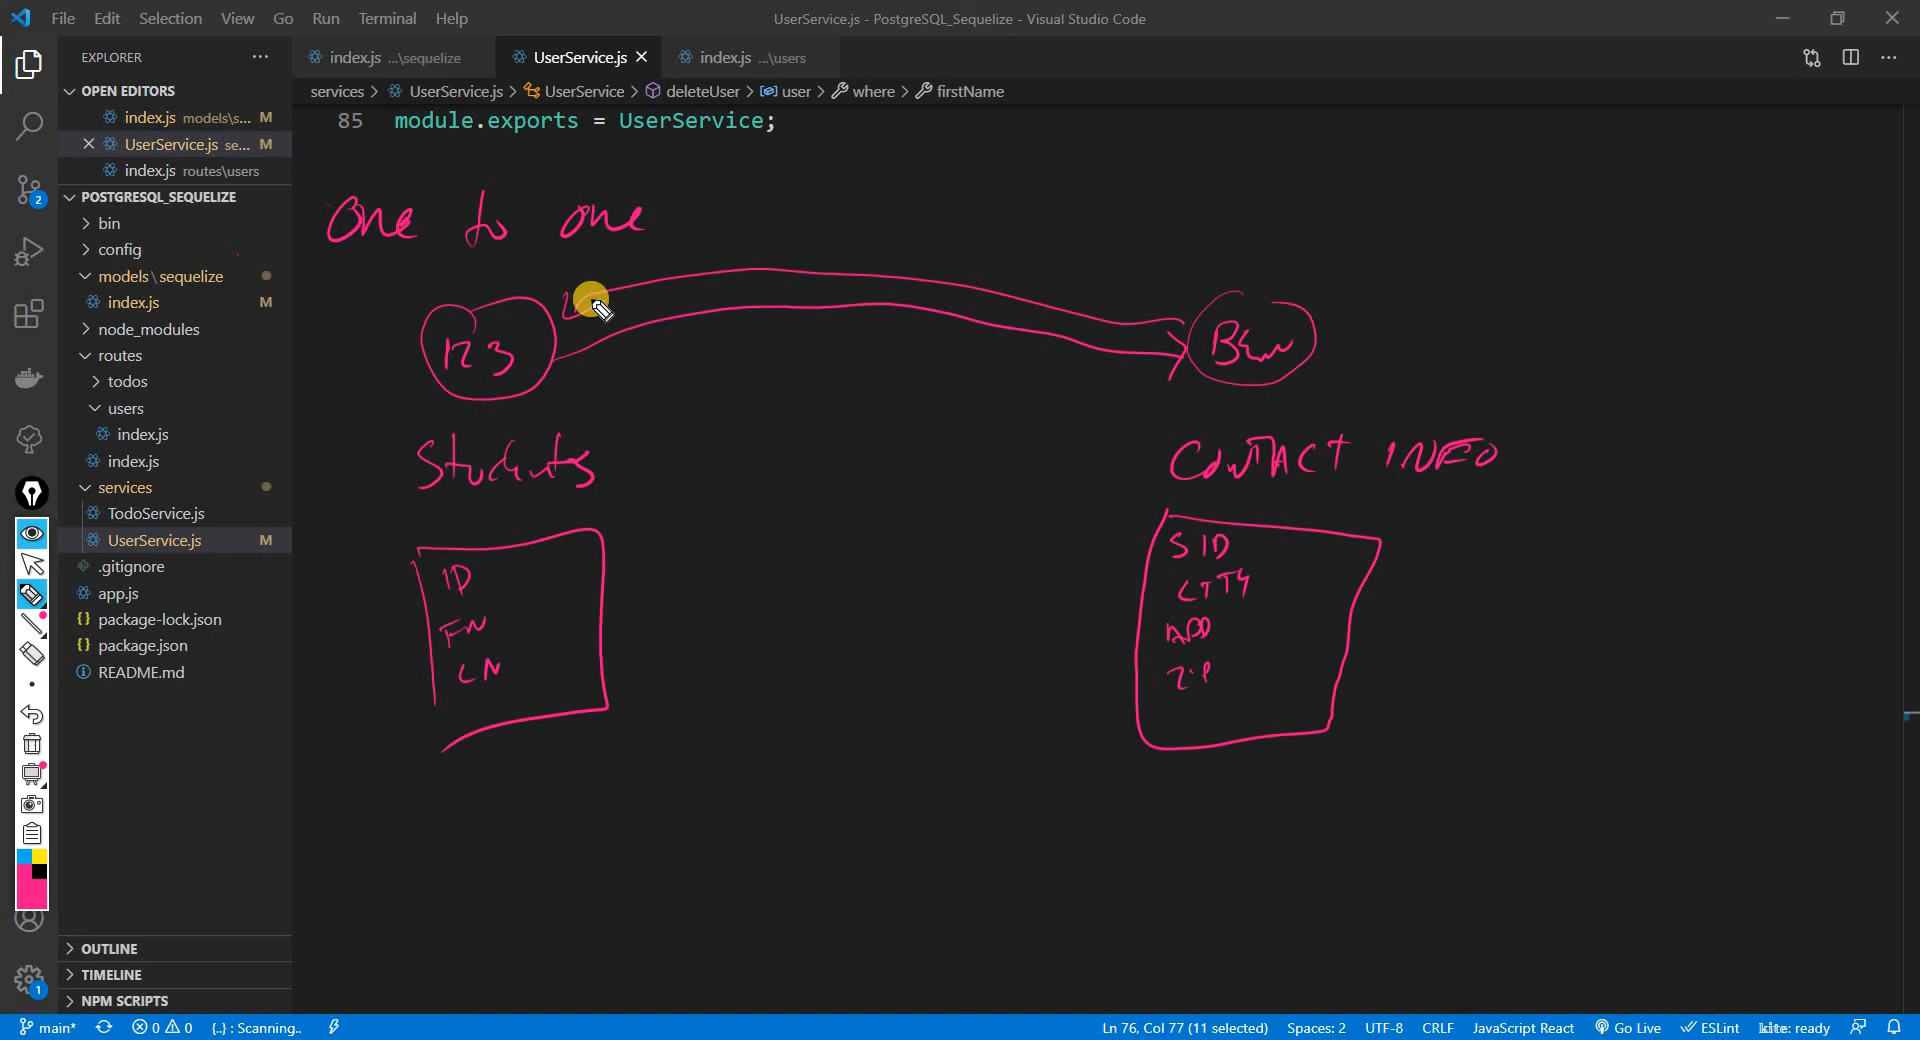 File Edit Selection View Go Run Terminal Help
UserService.js - PostgreSQL_Sequelize - Visual Studio Code
EXPLORER
OPEN EDITORS
index.js models\s... M
UserService.js se... M
index.js routes\users
POSTGRESQL_SEQUELIZE
bin
config
models\sequelize
index.js M
node_modules
routes
todos
users
index.js
index.js
services
TodoService.js
UserService.js M
.gitignore
app.js
package-lock.json
package.json
README.md
OUTLINE
TIMELINE
NPM SCRIPTS
2
1
index.js ...\sequelize
UserService.js
index.js ...\users
services > UserService.js > UserService > deleteUser > user > where > firstName
85 module.exports = UserService;
One to one
123
Students
CONTACT INFO
ID
FN
LN
SID
CITY
ADD
ZIP
main* 0 0 {..} : Scanning.. Ln 76, Col 77 (11 selected) Spaces: 2 UTF-8 CRLF JavaScript React Go Live ESLint kite: ready